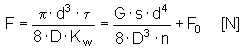 F = π · d³ · τ / 8 · D · K_w = G · s · d⁴ / 8 · D³ · n + F₀ [N]